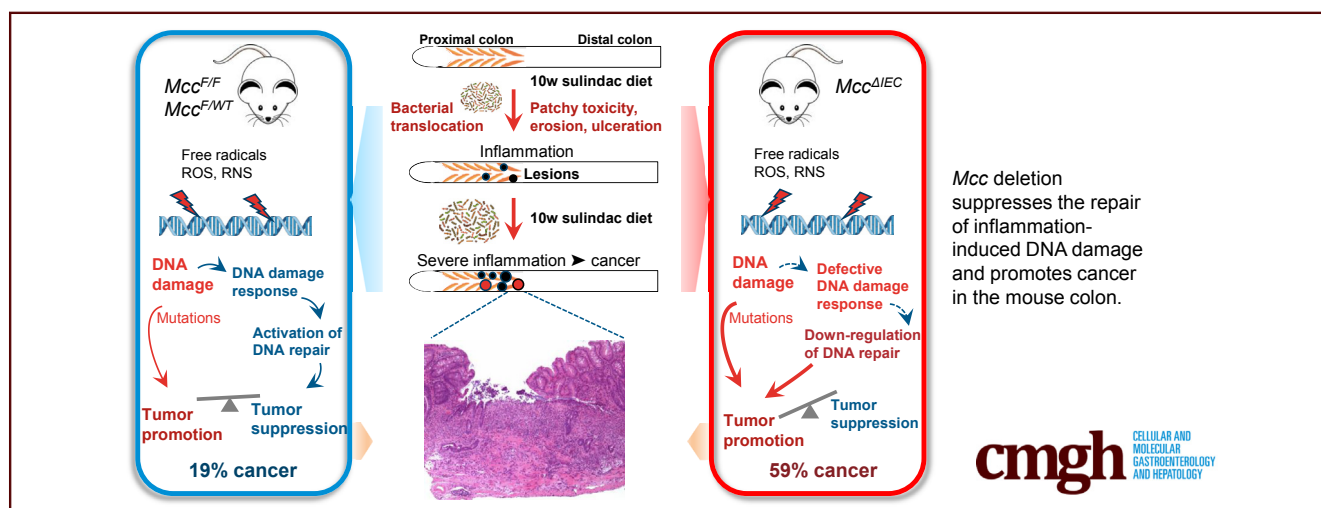 Mcc^F/F
Mcc^F/WT
Free radicals
ROS, RNS
DNA
damage
DNA damage
response
Mutations
Activation of
DNA repair
Tumor
promotion
Tumor
suppression
19% cancer
Proximal colon Distal colon
10w sulindac diet
Bacterial
translocation
Patchy toxicity,
erosion, ulceration
Inflammation
Lesions
10w sulindac diet
Severe inflammation ➤ cancer
Mcc^ΔIEC
Free radicals
ROS, RNS
DNA
damage
Defective
DNA damage
response
Mutations
Down-regulation
of DNA repair
Tumor
promotion
Tumor
suppression
59% cancer
Mcc deletion
suppresses the repair
of inflammation-
induced DNA damage
and promotes cancer
in the mouse colon.
cmgh
CELLULAR AND
MOLECULAR
GASTROENTEROLOGY
AND HEPATOLOGY